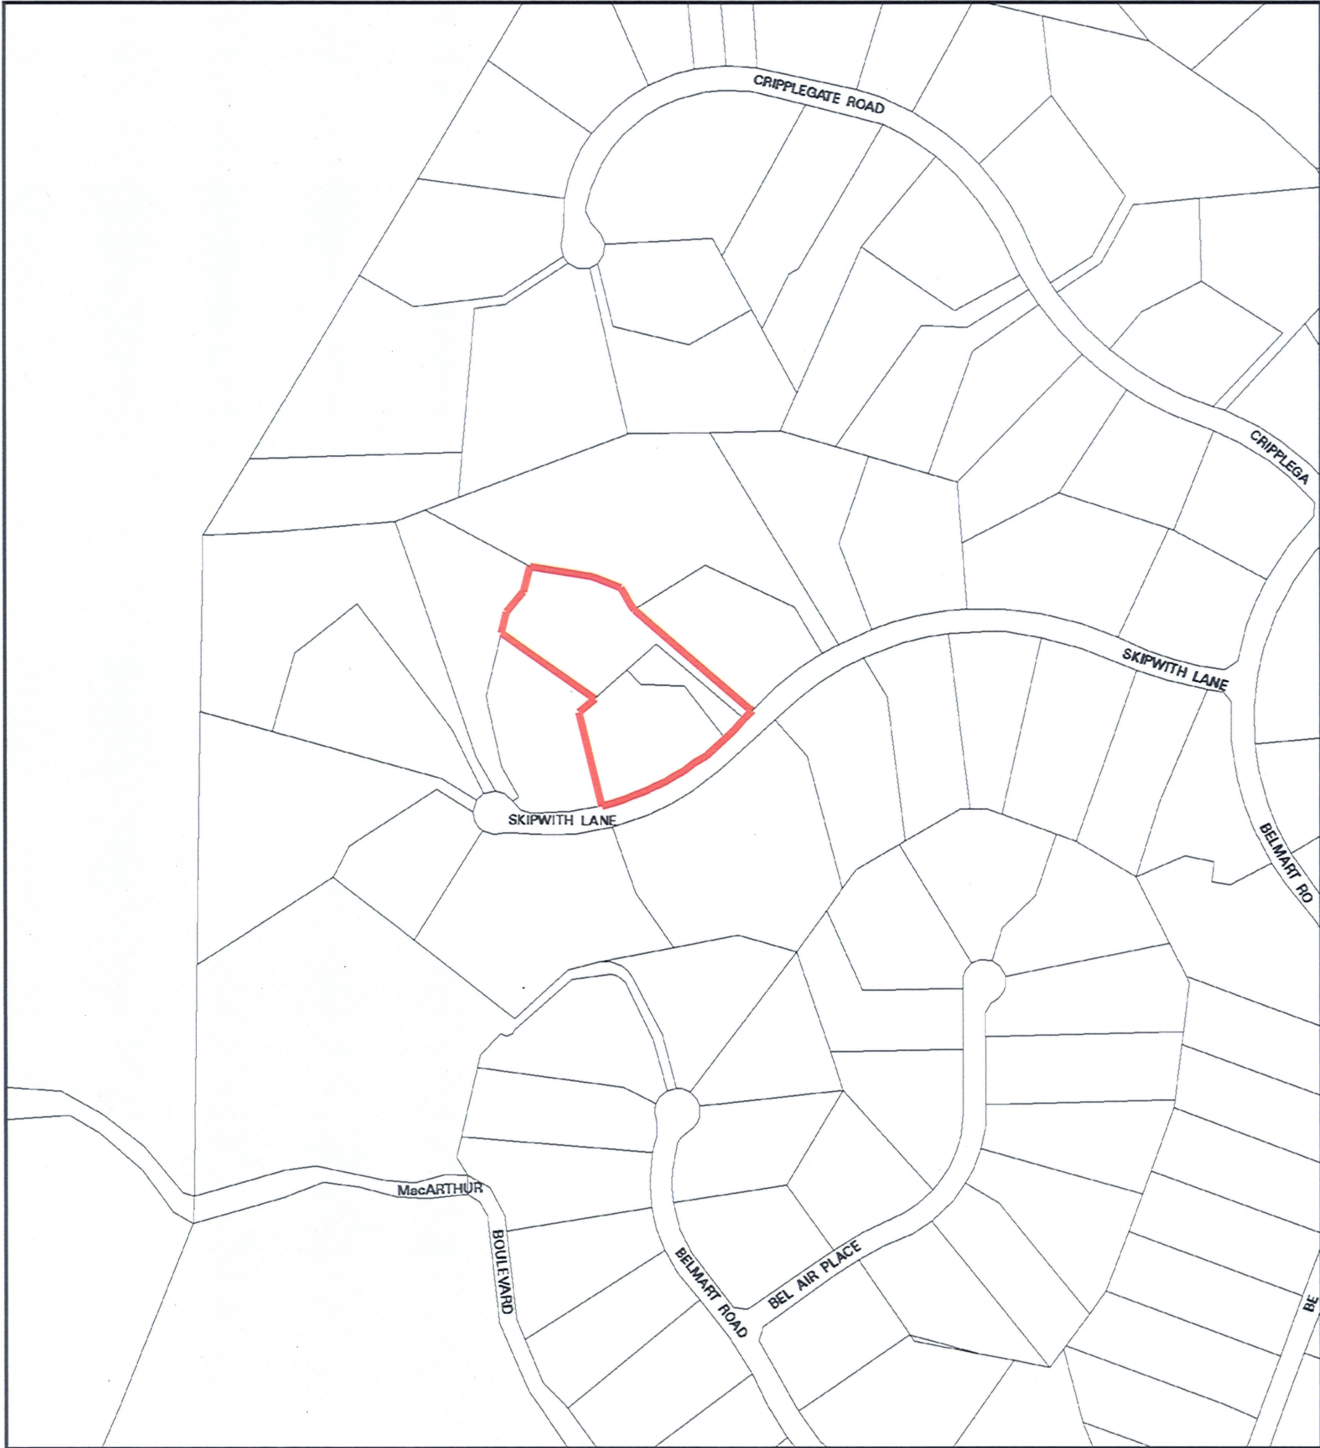 CRIPPLEGATE ROAD
CRIPPLEGA
SKIPWITH LANE
SKIPWITH LANE
BELMART RO
MacARTHUR
BOULEVARD
BELMART ROAD
BEL AIR PLACE
BE